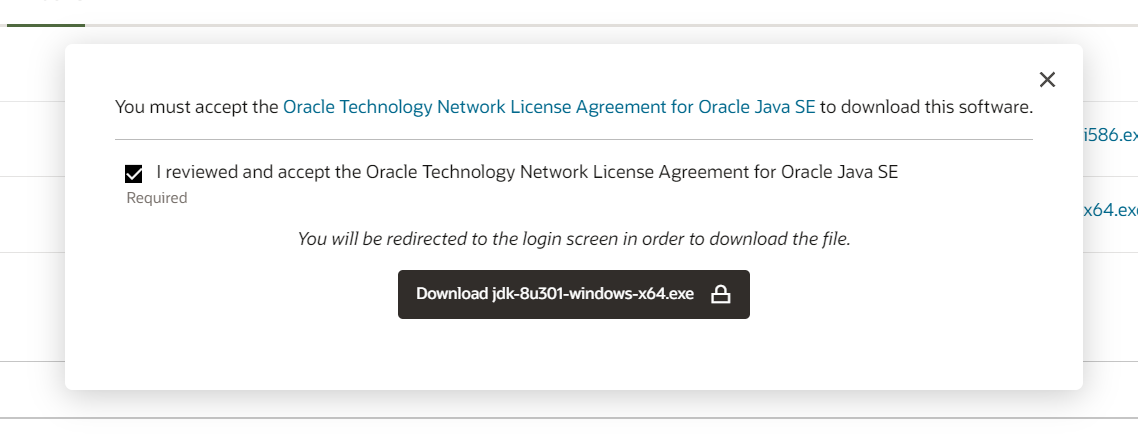 You must accept the Oracle Technology Network License Agreement for Oracle Java SE to download this software.
i586.ex
I reviewed and accept the Oracle Technology Network License Agreement for Oracle Java SE
Required
x64.exe
You will be redirected to the login screen in order to download the file.
Download jdk-8u301-windows-x64.exe